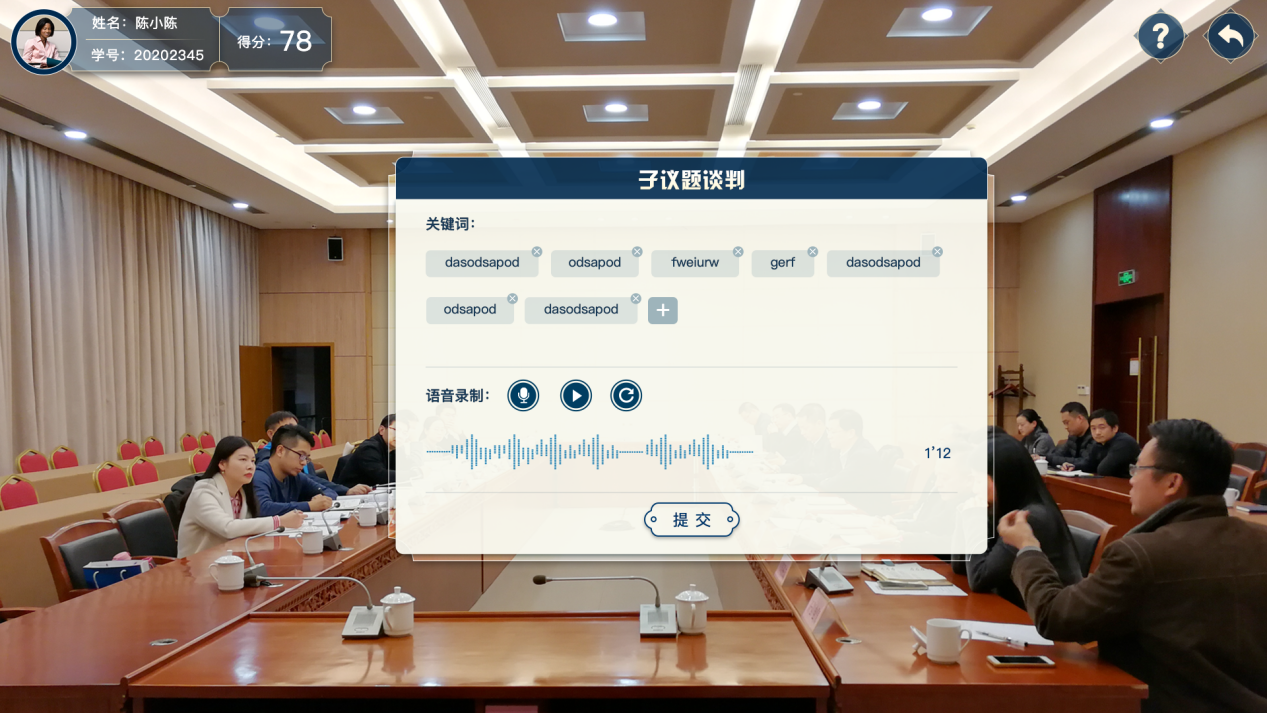 姓名：陈小陈
学号：20202345
得分：78
?
子议题谈判
关键词：
dasodsapod odsapod fweiurw gerf dasodsapod
odsapod dasodsapod +
语音录制：
1’12
提 交